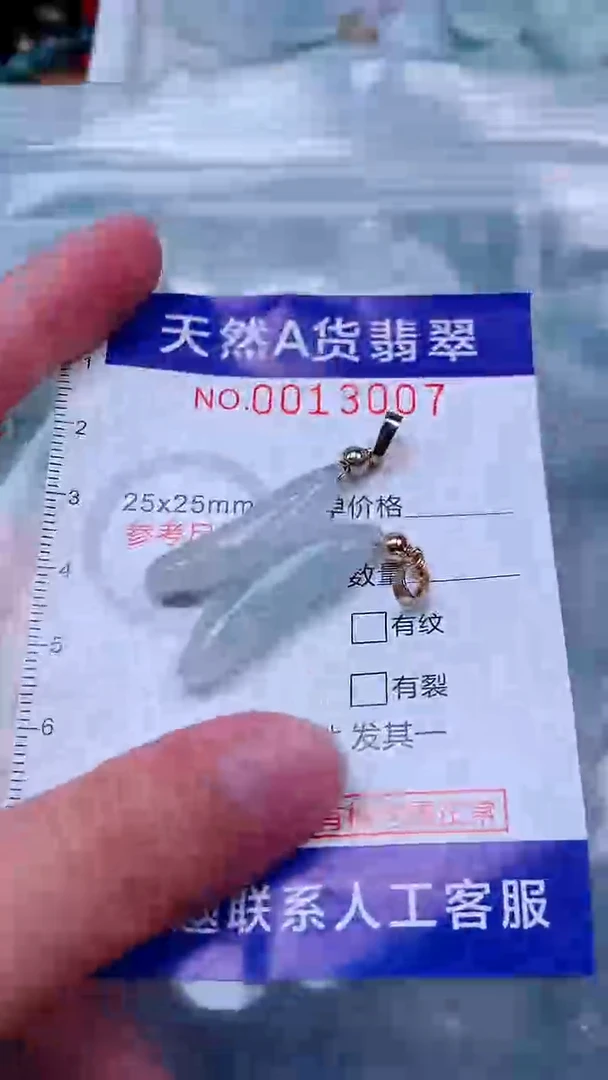 天然A货翡翠
NO.0013007
1
2
25x25mm
价格
3
参考
4
数量
5
有纹
有裂
发其一
6
联系人工客服